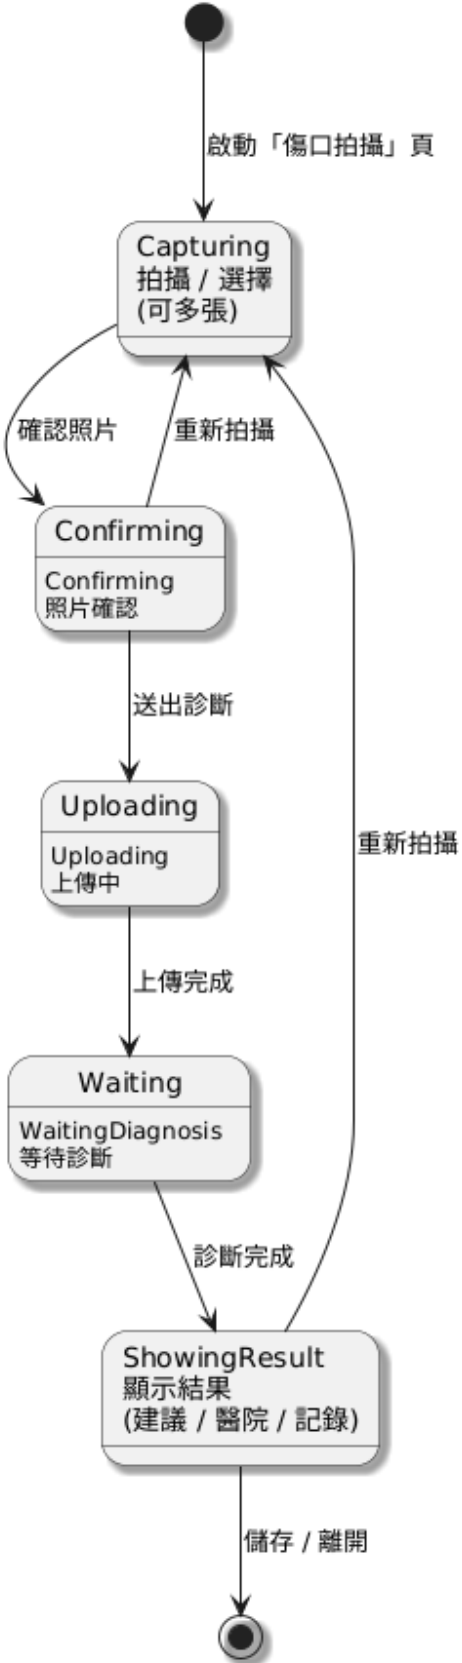 啟動「傷口拍攝」頁
Capturing
拍攝 / 選擇
(可多張)
確認照片
重新拍攝
Confirming
Confirming
照片確認
送出診斷
Uploading
Uploading
上傳中
重新拍攝
上傳完成
Waiting
WaitingDiagnosis
等待診斷
診斷完成
ShowingResult
顯示結果
(建議 / 醫院 / 記錄)
儲存 / 離開